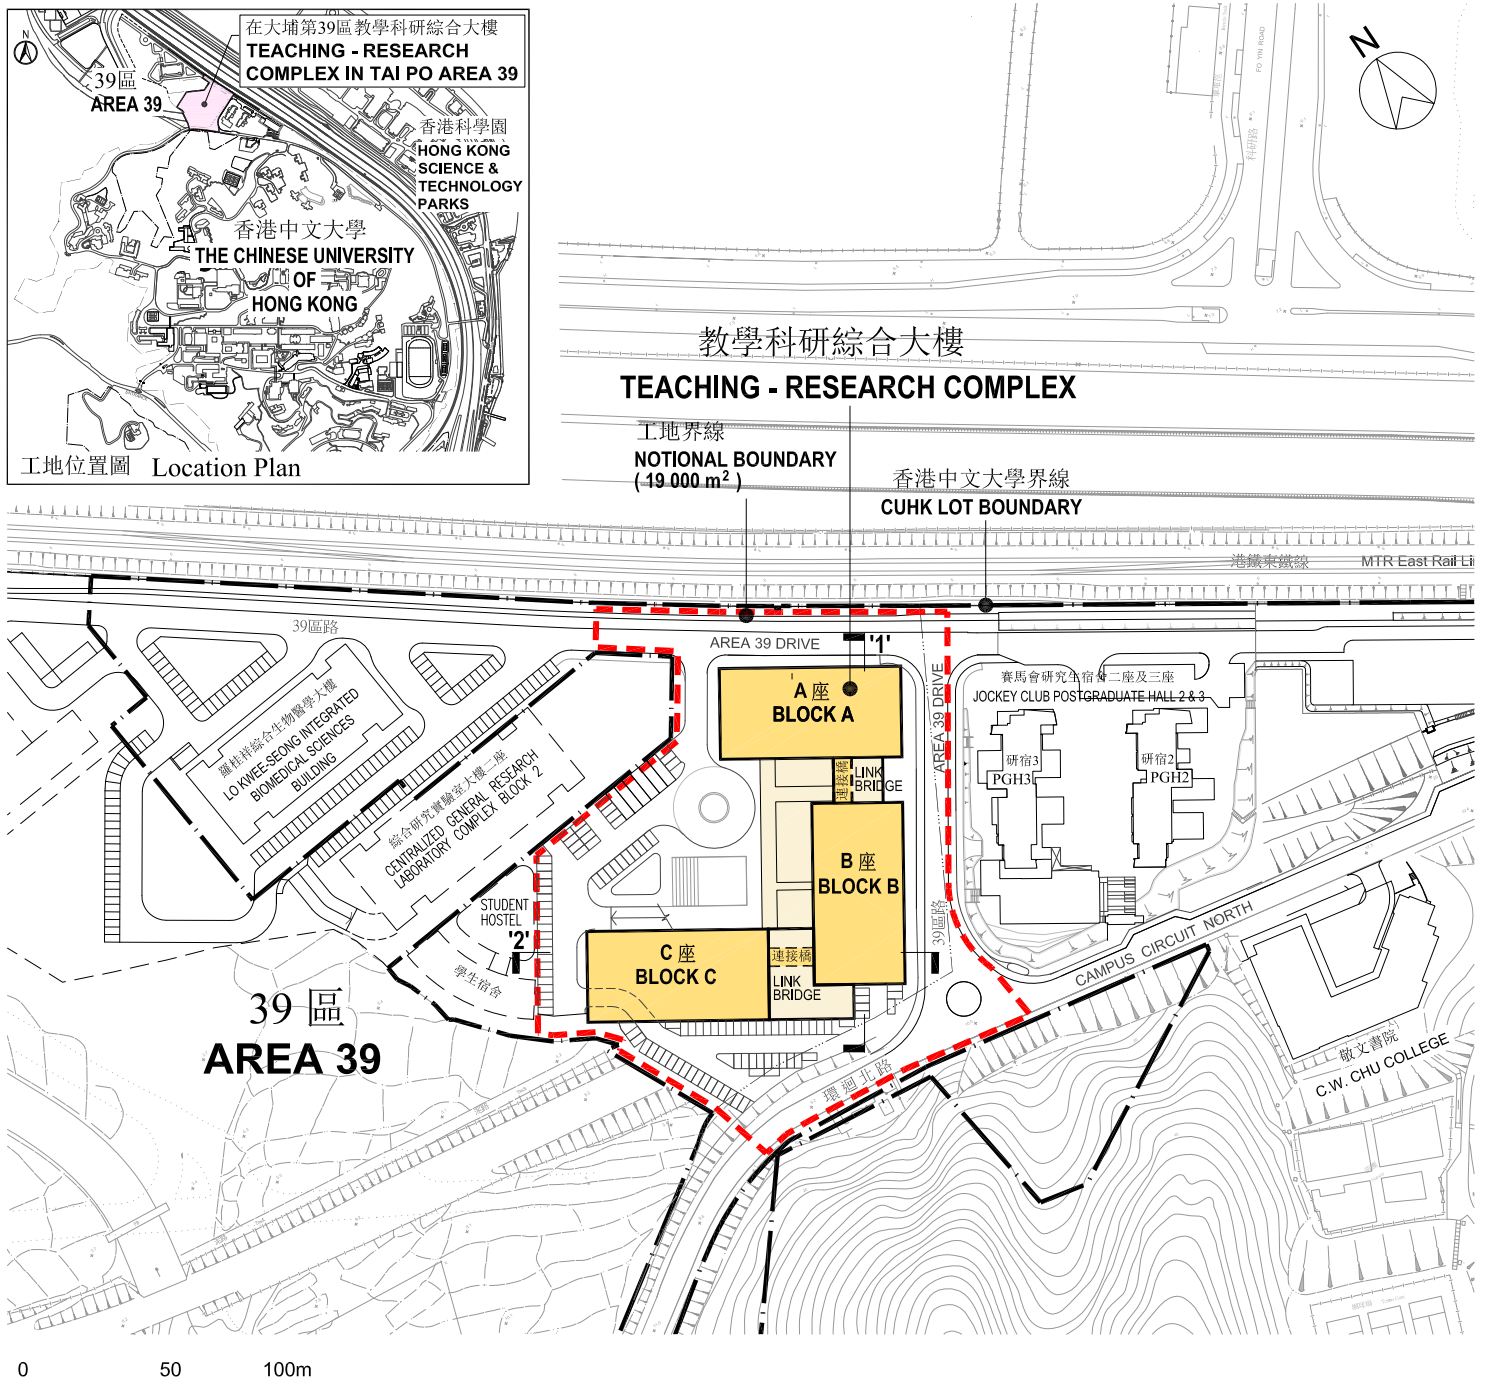 N
在大埔第39區教學科研綜合大樓
TEACHING - RESEARCH
COMPLEX IN TAI PO AREA 39
39區
AREA 39
香港科學園
HONG KONG
SCIENCE &
TECHNOLOGY
PARKS
香港中文大學
THE CHINESE UNIVERSITY
OF
HONG KONG
工地位置圖 Location Plan
N
FO YIN ROAD
科研路
教學科研綜合大樓
TEACHING - RESEARCH COMPLEX
工地界線
NOTIONAL BOUNDARY
( 19 000 m² )
香港中文大學界線
CUHK LOT BOUNDARY
港鐵東鐵線
MTR East Rail Li
39區路
AREA 39 DRIVE
'1'
AREA 39 DRIVE
39區路
A 座
BLOCK A
連接橋
LINK
BRIDGE
B 座
BLOCK B
C 座
BLOCK C
連接橋
LINK
BRIDGE
賽馬會研究生宿舍二座及三座
JOCKEY CLUB POSTGRADUATE HALL 2 & 3
研宿3
PGH3
研宿2
PGH2
羅桂祥綜合生物醫學大樓
LO KWEE-SEONG INTEGRATED
BIOMEDICAL SCIENCES
BUILDING
綜合研究實驗室大樓二座
CENTRALIZED GENERAL RESEARCH
LABORATORY COMPLEX BLOCK 2
STUDENT
HOSTEL
'2'
學生宿舍
39 區
AREA 39
CAMPUS CIRCUIT NORTH
環迴北路
敬文書院
C.W. CHU COLLEGE
0 50 100m